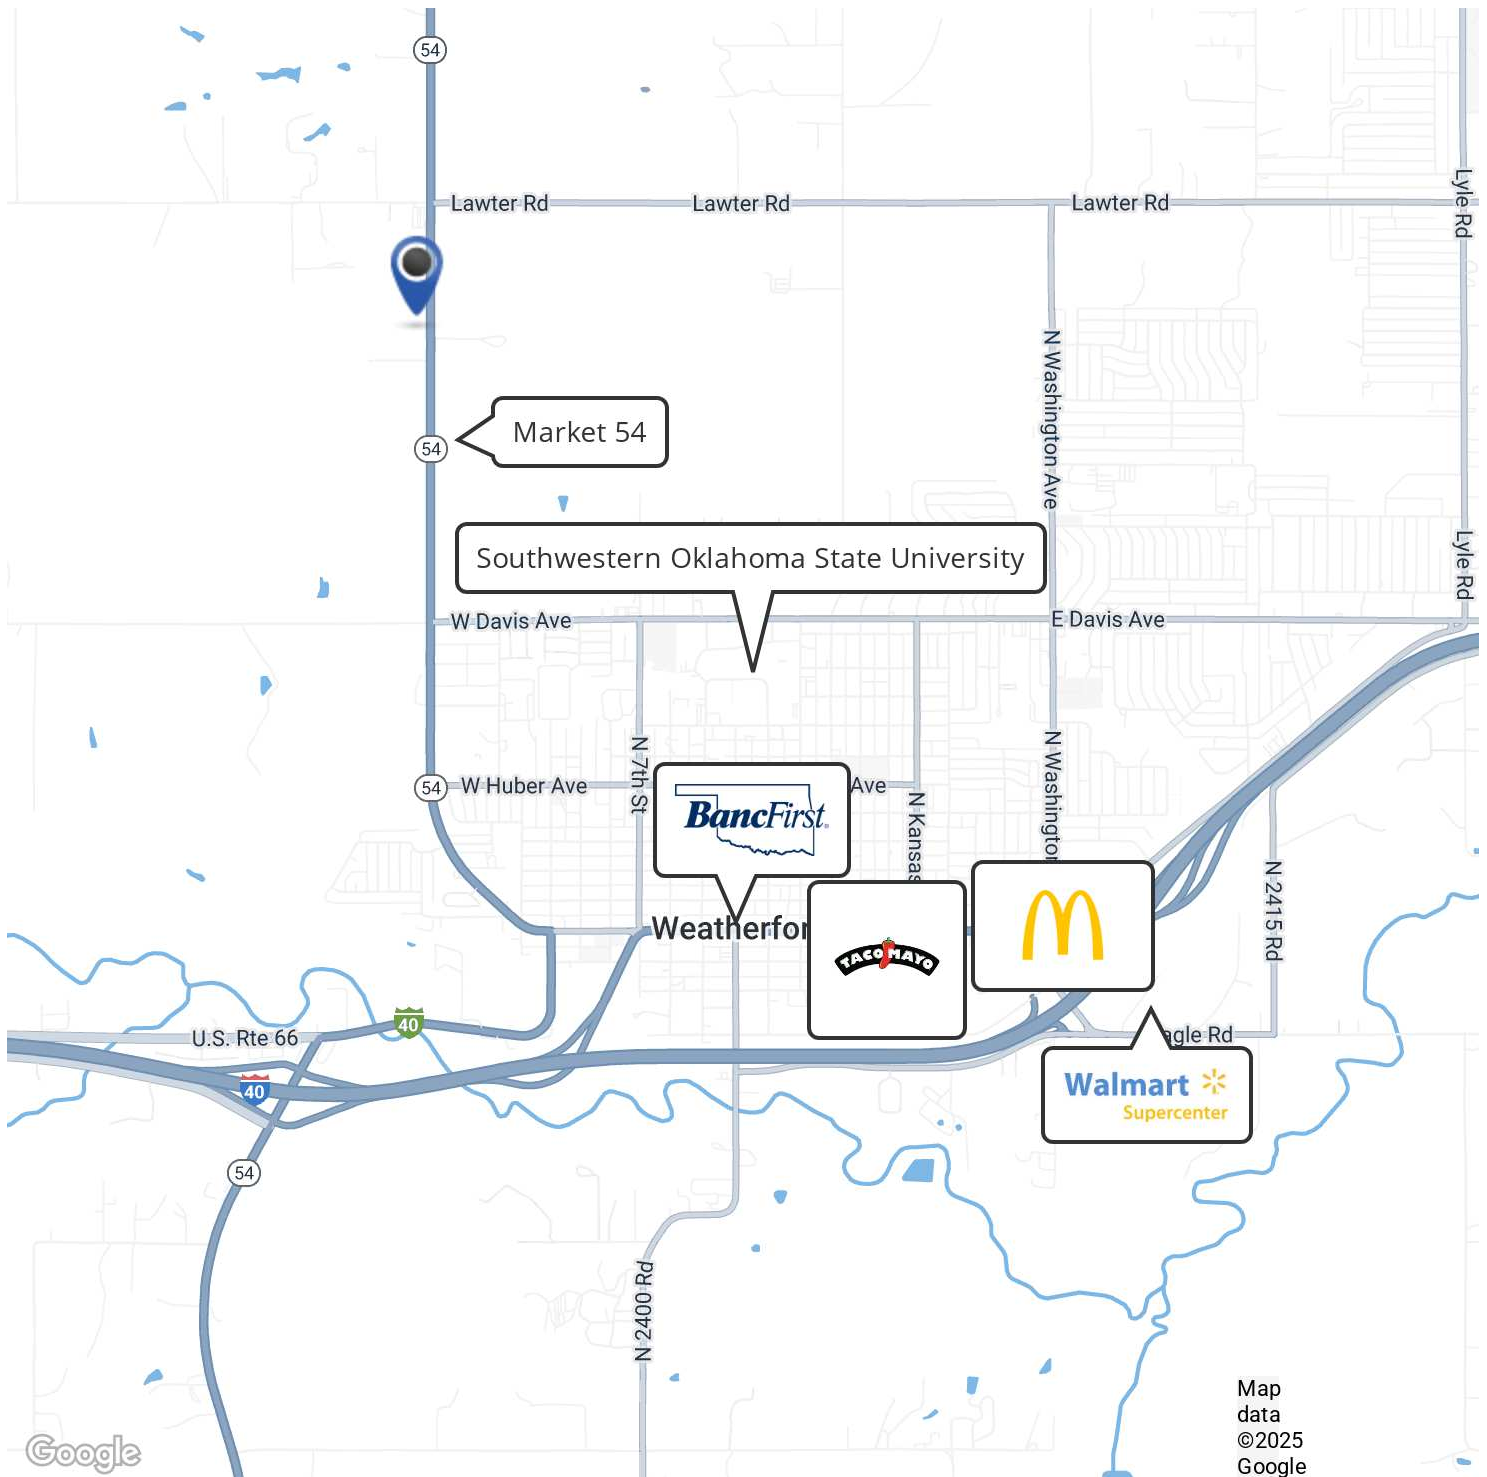 54
Lawter Rd
Lawter Rd
Lawter Rd
Lyle Rd
N Washington Ave
Market 54
54
Southwestern Oklahoma State University
Lyle Rd
W Davis Ave
E Davis Ave
N 7th St
N Washington
54
W Huber Ave
Ave
BancFirst
N Kansas
N 2415 Rd
Weatherfor
TACO MAYO
40
U.S. Rte 66
agle Rd
40
Walmart
Supercenter
54
N 2400 Rd
Map
data
©2025
Google
Google